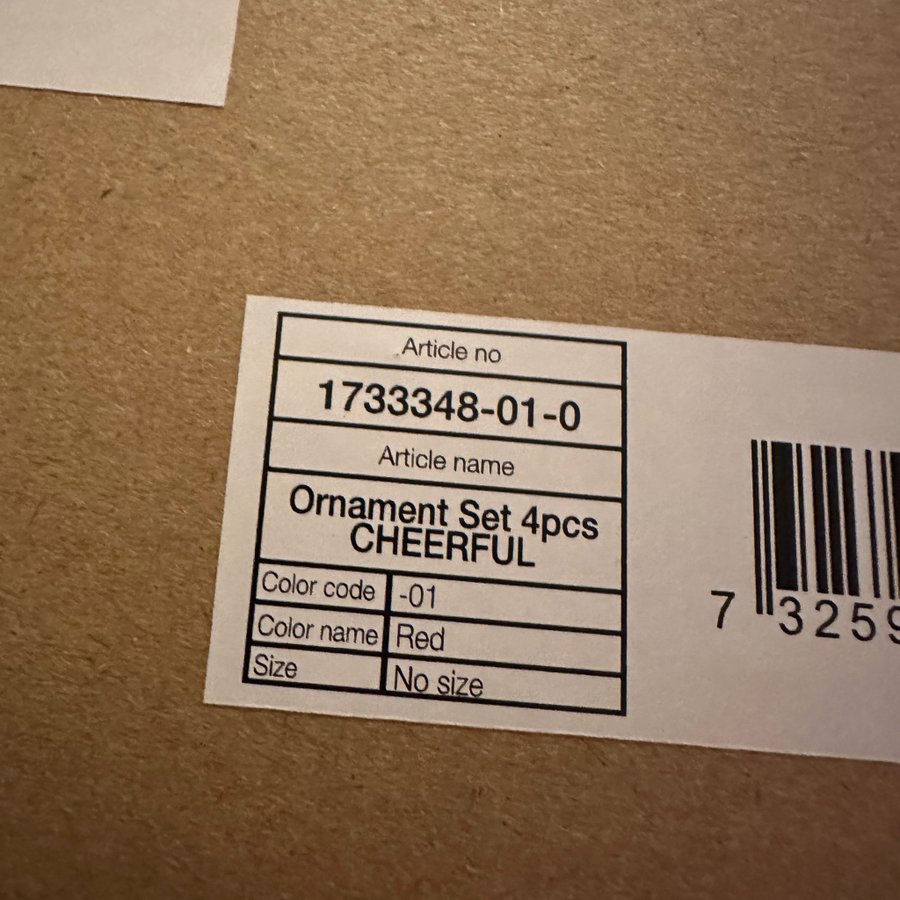 Article no
1733348-01-0
Article name
Ornament Set 4pcs
CHEERFUL
Color code -01
Color name Red
Size No size
7 3259